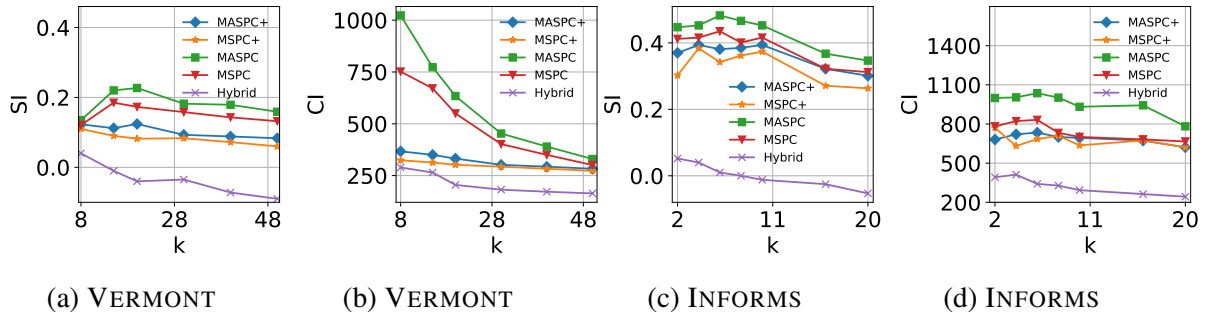 0.4
0.2
0.0
SI
8
28
48
k
MASPC+
MSPC+
MASPC
MSPC
Hybrid
(a) VERMONT
1000
750
500
250
CI
8
28
48
k
MASPC+
MSPC+
MASPC
MSPC
Hybrid
(b) VERMONT
0.4
0.2
0.0
SI
2
11
20
k
MASPC+
MSPC+
MASPC
MSPC
Hybrid
(c) INFORMS
1700
1400
1100
800
500
200
CI
2
11
20
k
MASPC+
MSPC+
MASPC
MSPC
Hybrid
(d) INFORMS